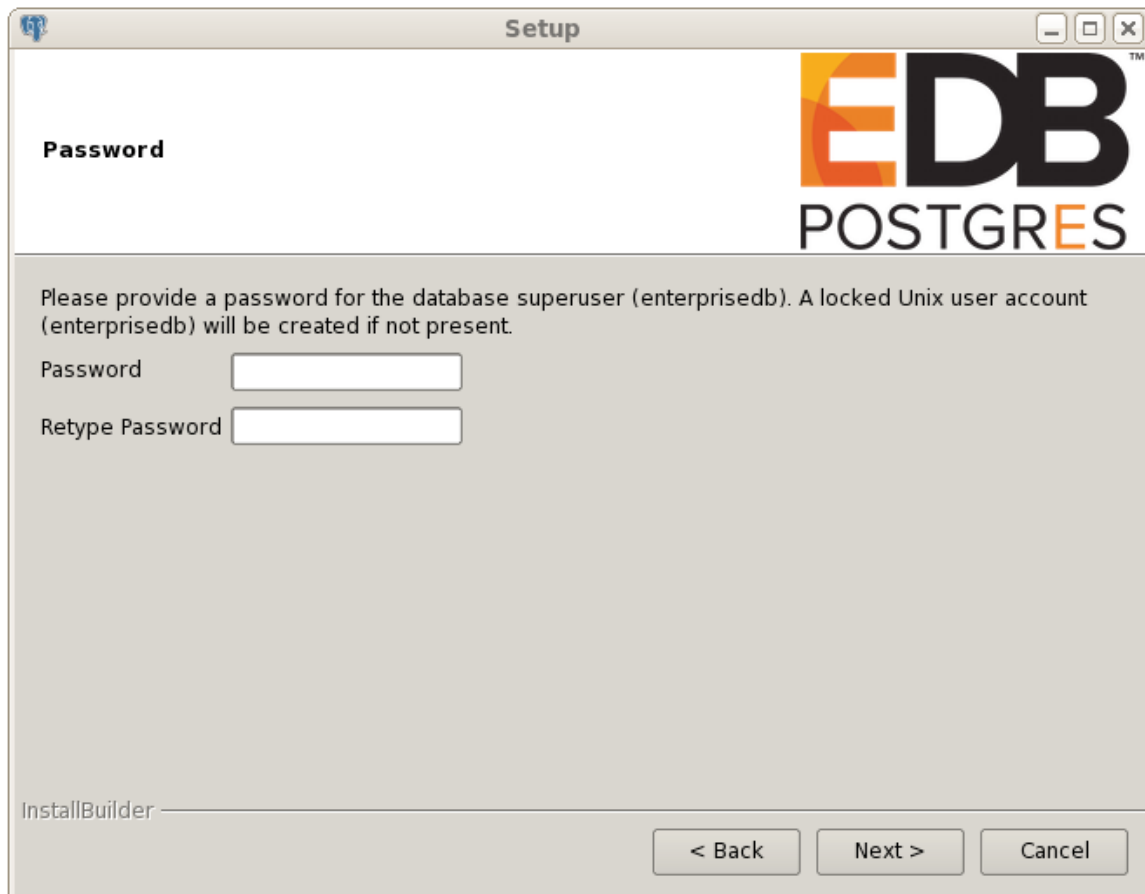 Setup
Password
EDB™
POSTGRES
Please provide a password for the database superuser (enterprisedb). A locked Unix user account
(enterprisedb) will be created if not present.
Password
Retype Password
InstallBuilder
< Back
Next >
Cancel